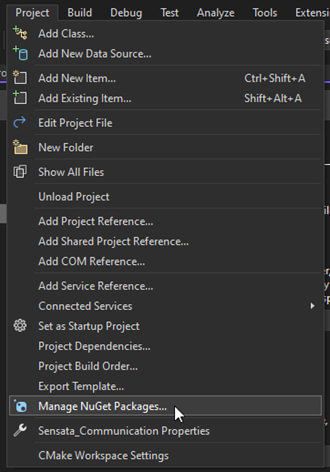 Project Build Debug Test Analyze Tools Extensi
Add Class...
Add New Data Source...
Add New Item... Ctrl+Shift+A
Add Existing Item... Shift+Alt+A
Edit Project File
New Folder
Show All Files
Unload Project
Add Project Reference...
Add Shared Project Reference...
Add COM Reference...
Add Service Reference...
Connected Services
Set as Startup Project
Project Dependencies...
Project Build Order...
Export Template...
Manage NuGet Packages...
Sensata_Communication Properties
CMake Workspace Settings